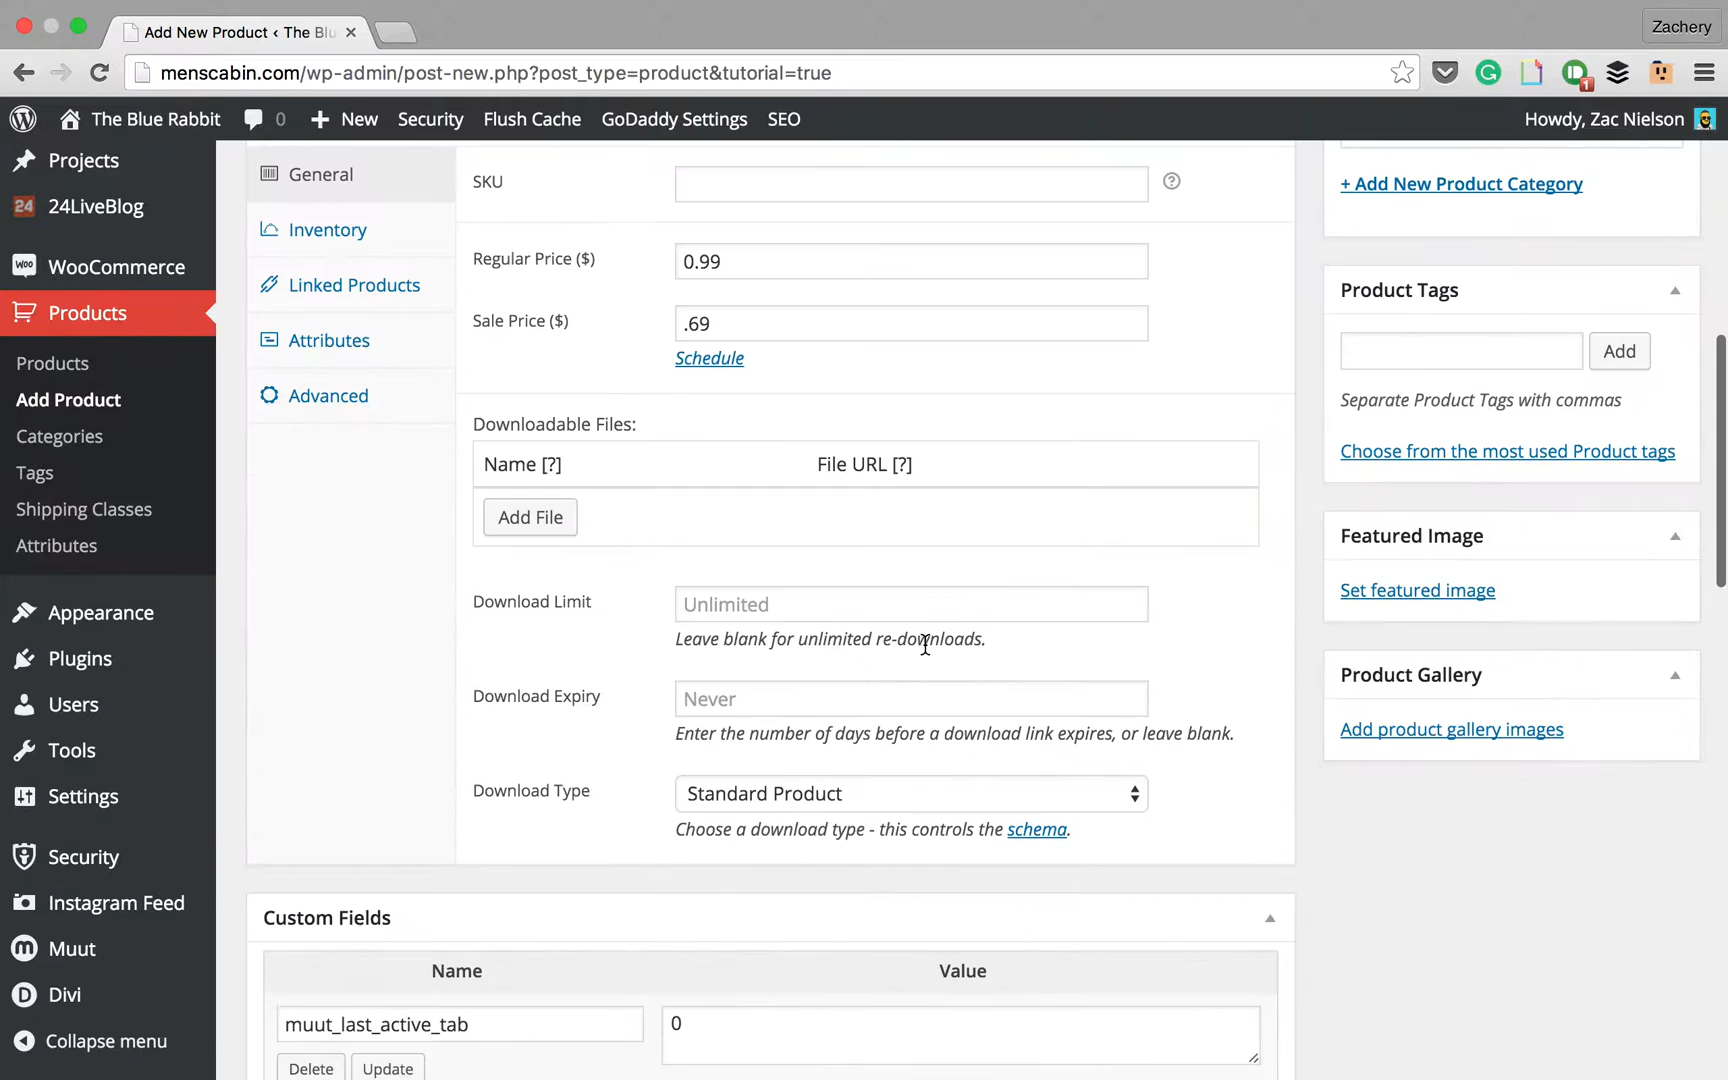 Add New Product ‹ The Blu
Zachery
menscabin.com/wp-admin/post-new.php?post_type=product&tutorial=true
1
The Blue Rabbit
0
New
Security
Flush Cache
GoDaddy Settings
SEO
Howdy, Zac Nielson
Projects
24
24LiveBlog
Woo
WooCommerce
Products
Products
Add Product
Categories
Tags
Shipping Classes
Attributes
Appearance
Plugins
Users
Tools
Settings
Security
Instagram Feed
Muut
D
Divi
Collapse menu
General
Inventory
Linked Products
Attributes
Advanced
SKU
Regular Price ($)
0.99
Sale Price ($)
.69
Schedule
Downloadable Files:
Name [?]
File URL [?]
Add File
Download Limit
Unlimited
Leave blank for unlimited re-downloads.
Download Expiry
Never
Enter the number of days before a download link expires, or leave blank.
Download Type
Standard Product
Choose a download type - this controls the schema.
Custom Fields
Name
Value
muut_last_active_tab
0
Delete
Update
+ Add New Product Category
Product Tags
Add
Separate Product Tags with commas
Choose from the most used Product tags
Featured Image
Set featured image
Product Gallery
Add product gallery images